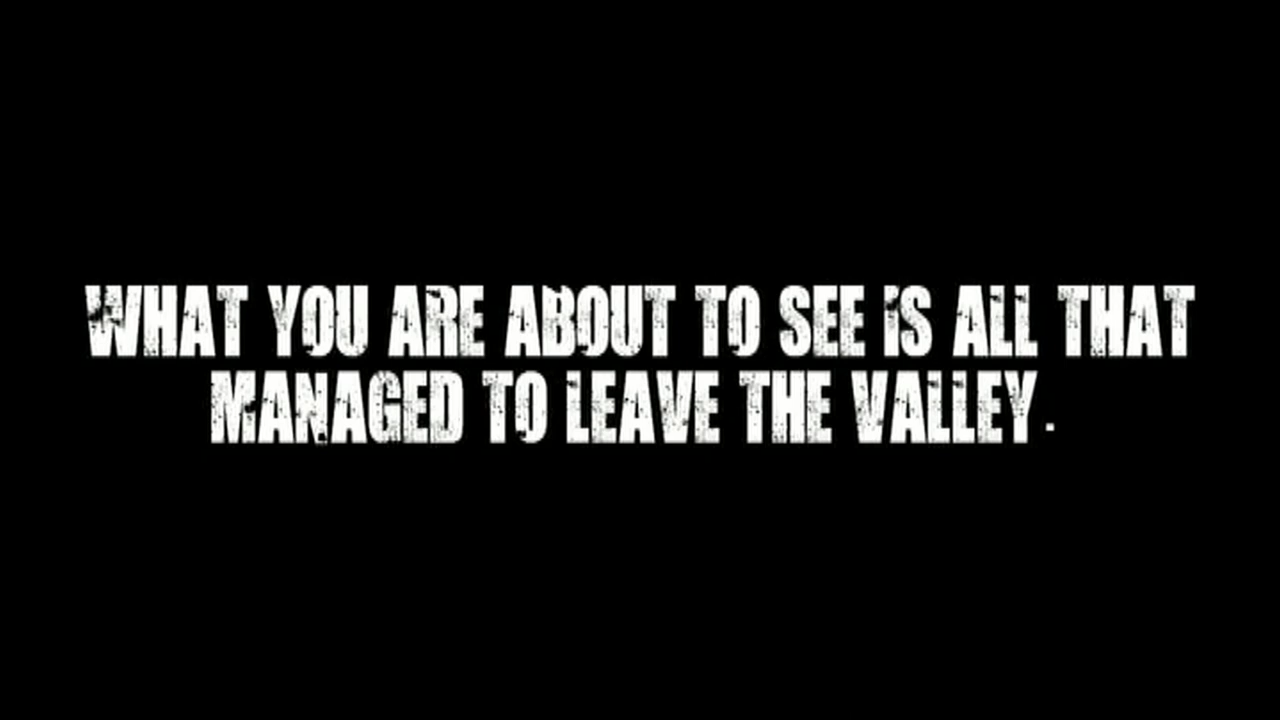 WHAT YOU ARE ABOUT TO SEE IS ALL THAT
MANAGED TO LEAVE THE VALLEY.